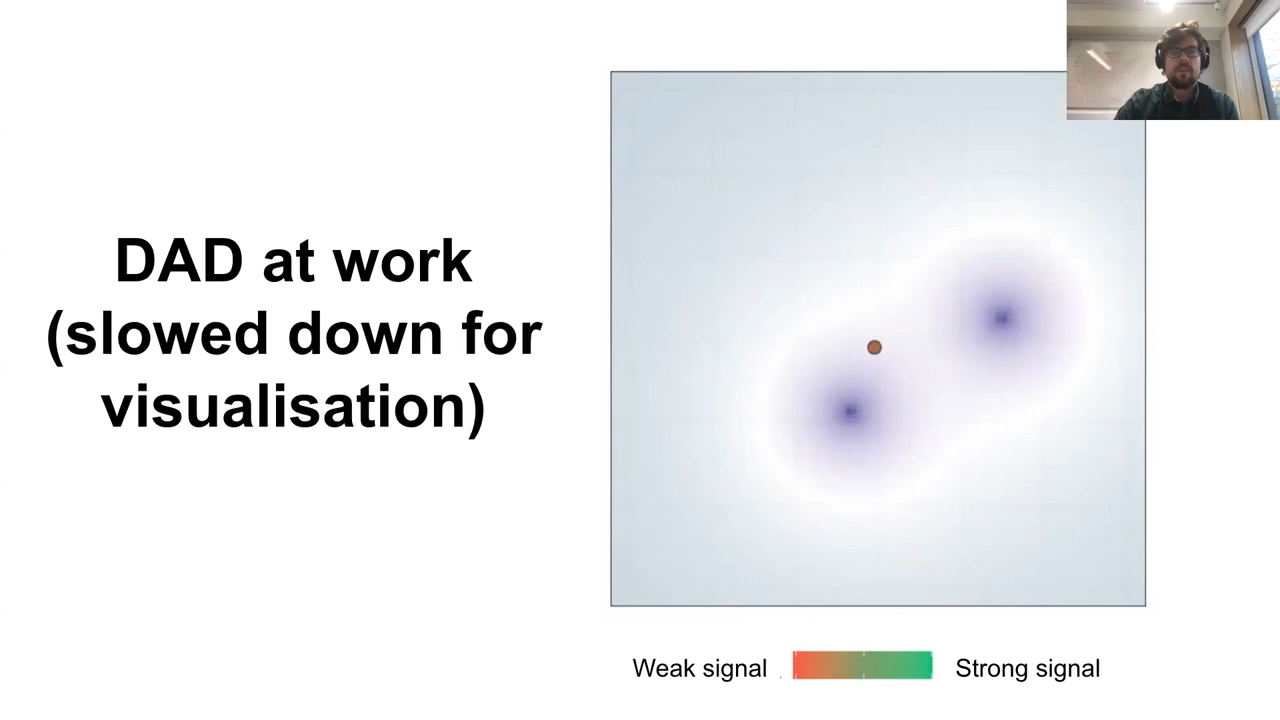 DAD at work
(slowed down for
visualisation)
Weak signal
Strong signal